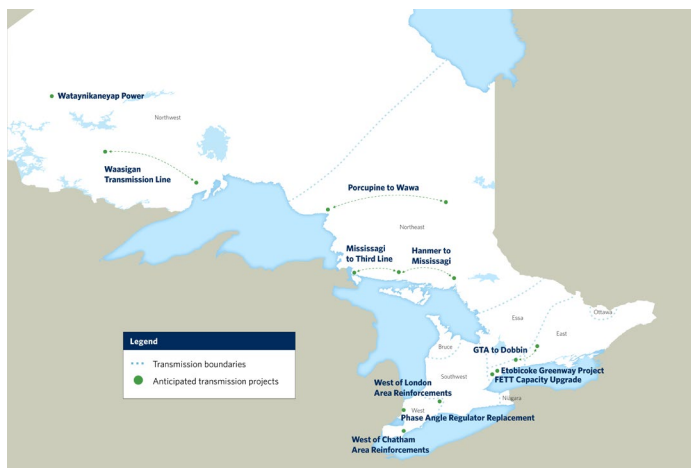 Wataynikaneyap Power
Northwest
Waasigan
Transmission Line
Porcupine to Wawa
Northeast
Mississagi
to Third Line
Hanmer to
Mississagi
Essa
East
Ottawa
Bruce
GTA to Dobbin
Etobicoke Greenway Project
FETT Capacity Upgrade
Southwest
West of London
Area Reinforcements
Niagara
West
Phase Angle Regulator Replacement
West of Chatham
Area Reinforcements
Legend
Transmission boundaries
Anticipated transmission projects